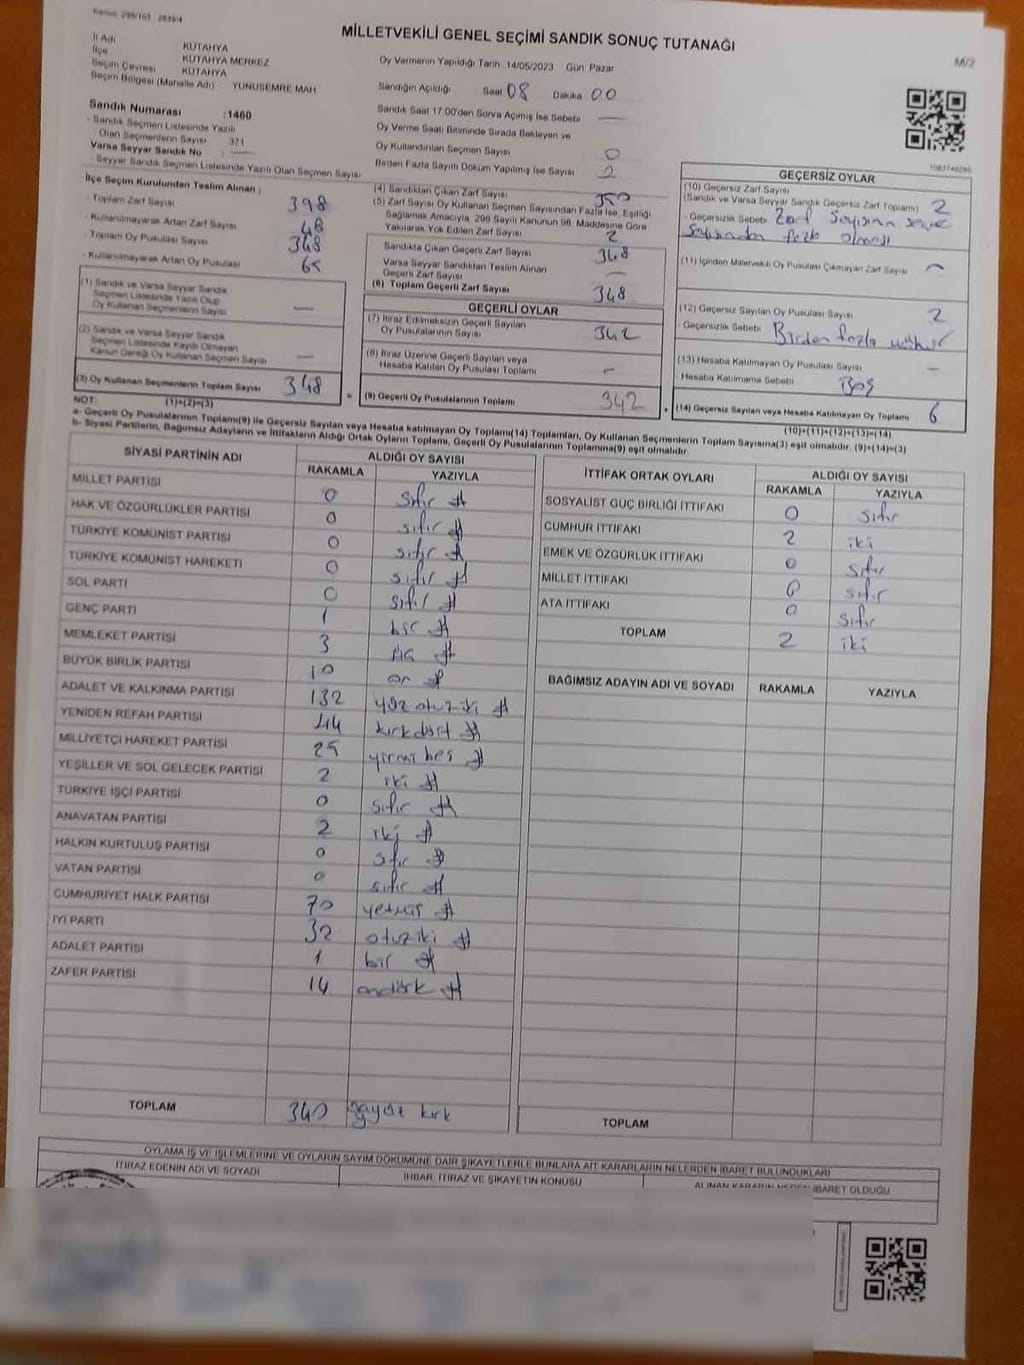 Kanun 298/103 2839/4
MİLLETVEKİLİ GENEL SEÇİMİ SANDIK SONUÇ TUTANAĞI
M/2
İl Adı KÜTAHYA
İlçe KÜTAHYA MERKEZ
Seçim Çevresi KÜTAHYA
Seçim Bölgesi (Mahalle Adı) YUNUSEMRE MAH.
Oy Vermenin Yapıldığı Tarih :14/05/2023 Gün: Pazar
Sandığın Açıldığı Saat 08 Dakika 00
Sandık Numarası :1460
- Sandık Seçmen Listesinde Yazılı
Olan Seçmenlerin Sayısı 371
Varsa Seyyar Sandık No : —
- Seyyar Sandık Seçmen Listesinde Yazılı Olan Seçmen Sayısı
Sandık Saat 17:00'den Sonra Açılmış İse Sebebi —
Oy Verme Saati Bitiminde Sırada Bekleyen ve
Oy Kullandırılan Seçmen Sayısı 0
Birden Fazla Sayım Döküm Yapılmış İse Sayısı 2
İlçe Seçim Kurulundan Teslim Alınan ;
- Toplam Zarf Sayısı 398
- Kullanılmayarak Artan Zarf Sayısı 48
- Toplam Oy Pusulası Sayısı 348
- Kullanılmayarak Artan Oy Pusulası 65
(1) Sandık ve Varsa Seyyar Sandık
Seçmen Listesinde Yazılı Olup
Oy Kullanan Seçmenlerin Sayısı —
(2) Sandık ve Varsa Seyyar Sandık
Seçmen Listesinde Kayıtlı Olmayan
Kanun Gereği Oy Kullanan Seçmen Sayısı —
(3) Oy Kullanan Seçmenlerin Toplam Sayısı 348
(1)+(2)=(3)
(4) Sandıktan Çıkan Zarf Sayısı 350
(5) Zarf Sayısı Oy Kullanan Seçmen Sayısından Fazla İse, Eşitliği
Sağlamak Amacıyla, 298 Sayılı Kanunun 98. Maddesine Göre
Yakılarak Yok Edilen Zarf Sayısı 2
Sandıkta Çıkan Geçerli Zarf Sayısı 348
Varsa Seyyar Sandıktan Teslim Alınan
Geçerli Zarf Sayısı —
(6) Toplam Geçerli Zarf Sayısı 348
GEÇERLİ OYLAR
(7) İtiraz Edilmeksizin Geçerli Sayılan
Oy Pusulalarının Sayısı 342
(8) İtiraz Üzerine Geçerli Sayılan veya
Hesaba Katılan Oy Pusulası Toplamı —
(9) Geçerli Oy Pusulalarının Toplamı 342
1083148296
GEÇERSİZ OYLAR
(10) Geçersiz Zarf Sayısı
(Sandık ve Varsa Seyyar Sandık Geçersiz Zarf Toplamı) 2
- Geçersizlik Sebebi Zarf Sayısının
Sayısından fazla olması
(11) İçinden Milletvekili Oy Pusulası Çıkmayan Zarf Sayısı —
(12) Geçersiz Sayılan Oy Pusulası Sayısı 2
- Geçersizlik Sebebi Birden fazla mühür
(13) Hesaba Katılmayan Oy Pusulası Sayısı —
- Hesaba Katılmama Sebebi Boş
(14) Geçersiz Sayılan veya Hesaba Katılmayan Oy Toplamı 6
(10)+(11)+(12)+(13)=(14)
NOT:
a- Geçerli Oy Pusulalarının Toplamı(9) ile Geçersiz Sayılan veya Hesaba katılmayan Oy Toplamı(14) Toplamları, Oy Kullanan Seçmenlerin Toplam Sayısına(3) eşit olmalıdır. (9)+(14)=(3)
b- Siyasi Partilerin, Bağımsız Adayların ve İttifakların Aldığı Ortak Oyların Toplamı, Geçerli Oy Pusulalarının Toplamına(9) eşit olmalıdır.
SİYASİ PARTİNİN ADI ALDIĞI OY SAYISI
RAKAMLA YAZIYLA
MİLLET PARTİSİ 0 sıfır #
HAK VE ÖZGÜRLÜKLER PARTİSİ 0 sıfır #
TÜRKİYE KOMÜNİST PARTİSİ 0 sıfır #
TÜRKİYE KOMÜNİST HAREKETİ 0 sıfır #
SOL PARTİ 0 sıfır #
GENÇ PARTİ 1 bir #
MEMLEKET PARTİSİ 3 üç #
BÜYÜK BİRLİK PARTİSİ 10 on #
ADALET VE KALKINMA PARTİSİ 132 yüz otuziki #
YENİDEN REFAH PARTİSİ 44 kırkdört #
MİLLİYETÇİ HAREKET PARTİSİ 25 yirmi beş #
YEŞİLLER VE SOL GELECEK PARTİSİ 2 iki #
TÜRKİYE İŞÇİ PARTİSİ 0 sıfır #
ANAVATAN PARTİSİ 2 iki #
HALKIN KURTULUŞ PARTİSİ 0 sıfır #
VATAN PARTİSİ 0 sıfır #
CUMHURİYET HALK PARTİSİ 70 yetmiş #
İYİ PARTİ 32 otuziki #
ADALET PARTİSİ 1 bir #
ZAFER PARTİSİ 14 ondörk #
TOPLAM 340 üçyüz kırk
İTTİFAK ORTAK OYLARI ALDIĞI OY SAYISI
RAKAMLA YAZIYLA
SOSYALİST GÜÇ BİRLİĞİ İTTİFAKI 0 sıfır
CUMHUR İTTİFAKI 2 iki
EMEK VE ÖZGÜRLÜK İTTİFAKI 0 sıfır
MİLLET İTTİFAKI 0 sıfır
ATA İTTİFAKI 0 sıfır
TOPLAM 2 iki
BAĞIMSIZ ADAYIN ADI VE SOYADI RAKAMLA YAZIYLA
TOPLAM
OYLAMA İŞ VE İŞLEMLERİNE VE OYLARIN SAYIM DÖKÜMÜNE DAİR ŞİKAYETLERLE BUNLARA AİT KARARLARIN NELERDEN İBARET BULUNDUKLARI
İTİRAZ EDENİN ADI VE SOYADI İHBAR, İTİRAZ VE ŞİKAYETİN KONUSU ALINAN KARARIN NEDEN İBARET OLDUĞU